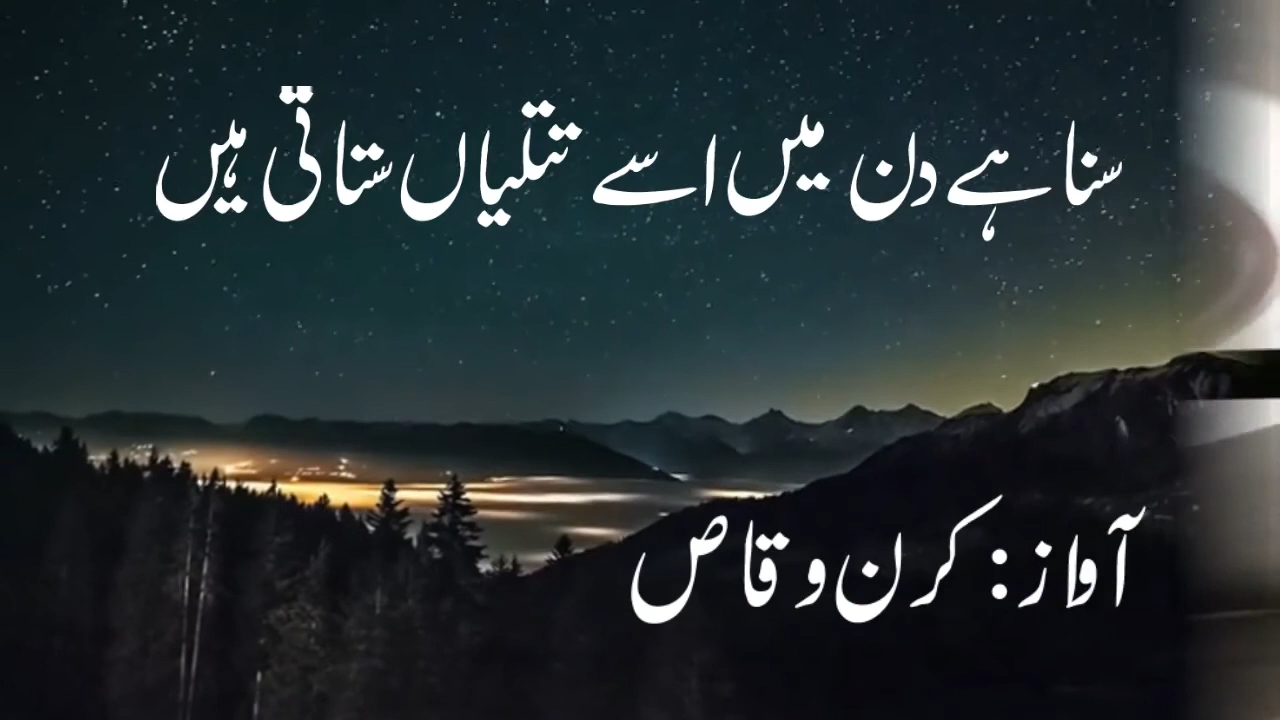 سنا ہے دن میں اسے تتلیاں ستاتی ہیں
آواز: کرن وقاص